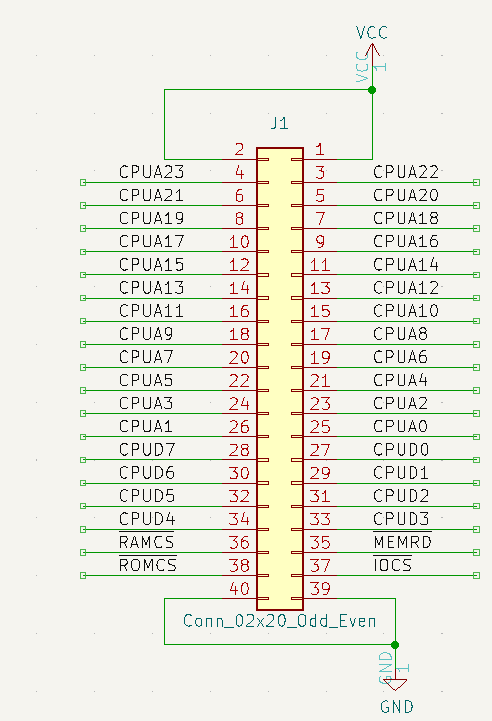 VCC
VCC
1
J1
2 1
CPUA23 4 3 CPUA22
CPUA21 6 5 CPUA20
CPUA19 8 7 CPUA18
CPUA17 10 9 CPUA16
CPUA15 12 11 CPUA14
CPUA13 14 13 CPUA12
CPUA11 16 15 CPUA10
CPUA9 18 17 CPUA8
CPUA7 20 19 CPUA6
CPUA5 22 21 CPUA4
CPUA3 24 23 CPUA2
CPUA1 26 25 CPUA0
CPUD7 28 27 CPUD0
CPUD6 30 29 CPUD1
CPUD5 32 31 CPUD2
CPUD4 34 33 CPUD3
RAMCS 36 35 MEMRD
ROMCS 38 37 IOCS
40 39
Conn_02x20_Odd_Even
GND
1
GND